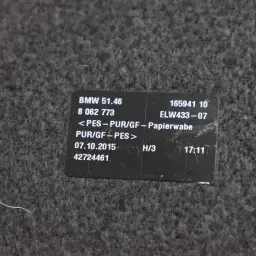 BMW 51.46 165941 10
8 062 773 ELW433-07
<PES-PUR/GF-Papierwabe
PUR/GF-PES>
07.10.2015 H/3 17:11
42724461